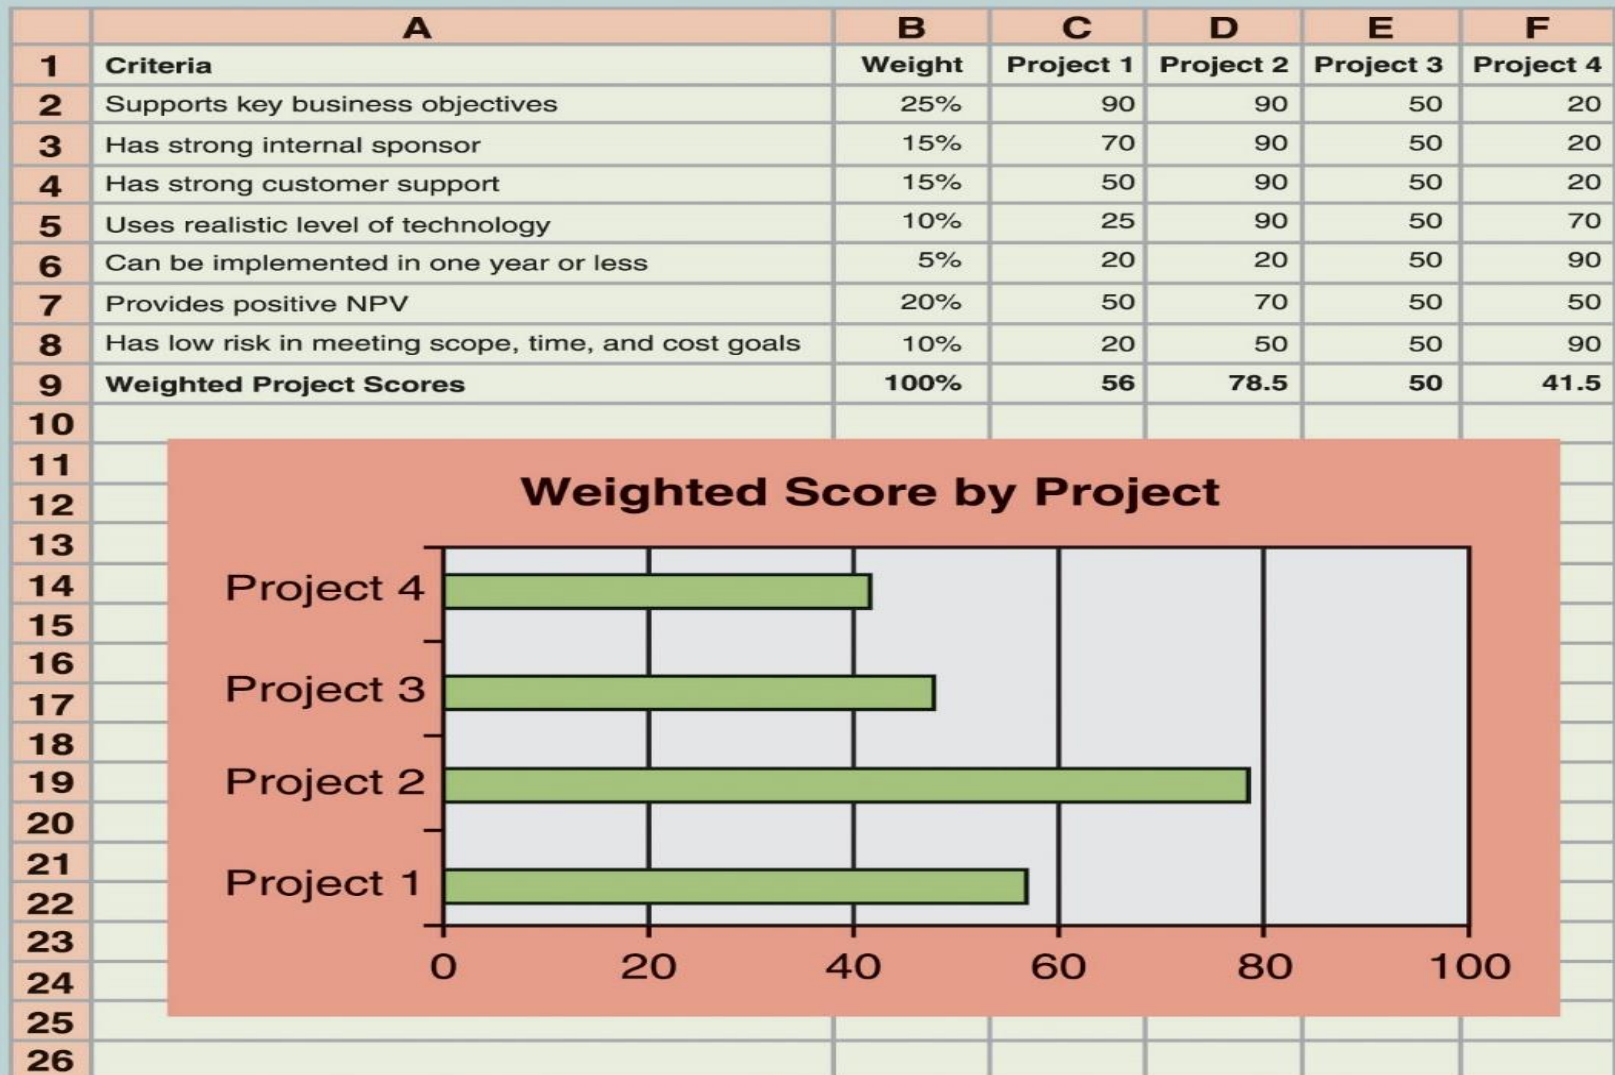 A B C D E F
1 Criteria Weight Project 1 Project 2 Project 3 Project 4
2 Supports key business objectives 25% 90 90 50 20
3 Has strong internal sponsor 15% 70 90 50 20
4 Has strong customer support 15% 50 90 50 20
5 Uses realistic level of technology 10% 25 90 50 70
6 Can be implemented in one year or less 5% 20 20 50 90
7 Provides positive NPV 20% 50 70 50 50
8 Has low risk in meeting scope, time, and cost goals 10% 20 50 50 90
9 Weighted Project Scores 100% 56 78.5 50 41.5
10
11
12 Weighted Score by Project
13
14 Project 4
15
16
17 Project 3
18
19 Project 2
20
21
22 Project 1
23
24 0 20 40 60 80 100
25
26